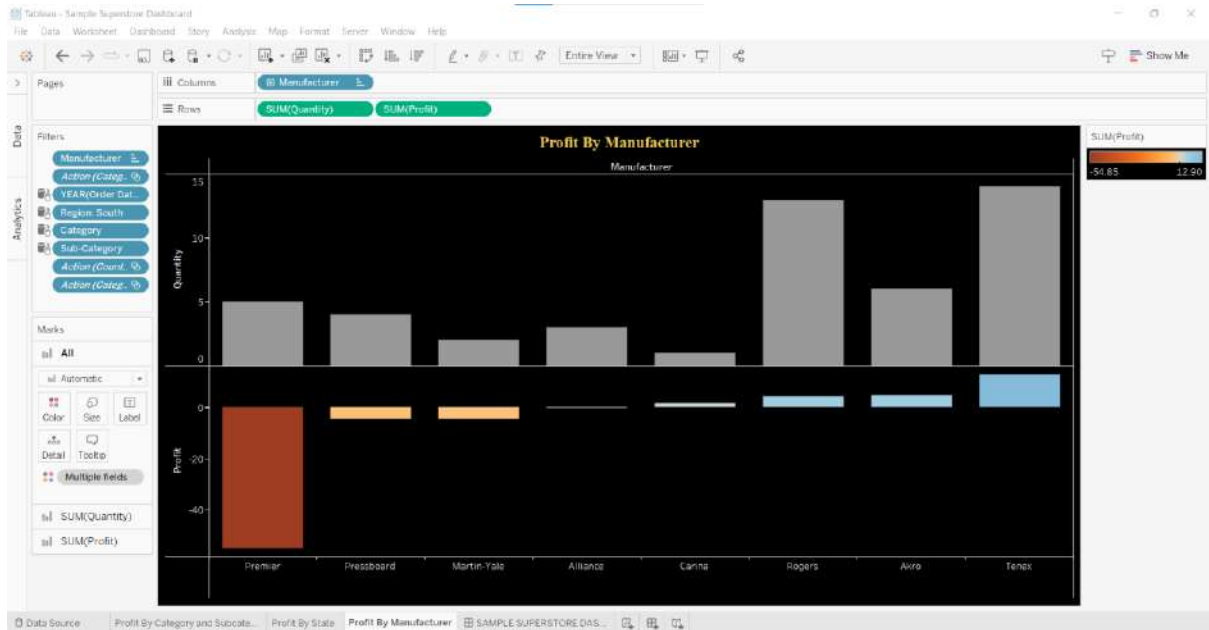 Tableau - Sample Superstore Dashboard
File Data Worksheet Dashboard Story Analysis Map Format Server Window Help
Entire View
Show Me
Pages
Columns
Manufacturer
Rows
SUM(Quantity) SUM(Profit)
Data
Analytics
Filters
Manufacturer
Action (Categ..
YEAR(Order Dat..
Region: South
Category
Sub-Category
Action (Count..
Action (Categ..
Marks
All
Automatic
Color Size Label
Detail Tooltip
Multiple fields
SUM(Quantity)
SUM(Profit)
Profit By Manufacturer
Manufacturer
Quantity
15
10
5
0
Profit
0
-20
-40
Premier Pressboard Martin-Yale Alliance Carina Rogers Akro Tenex
SUM(Profit)
-54.85 12.90
Data Source Profit By Category and Subcate... Profit By State Profit By Manufacturer SAMPLE SUPERSTORE DAS...